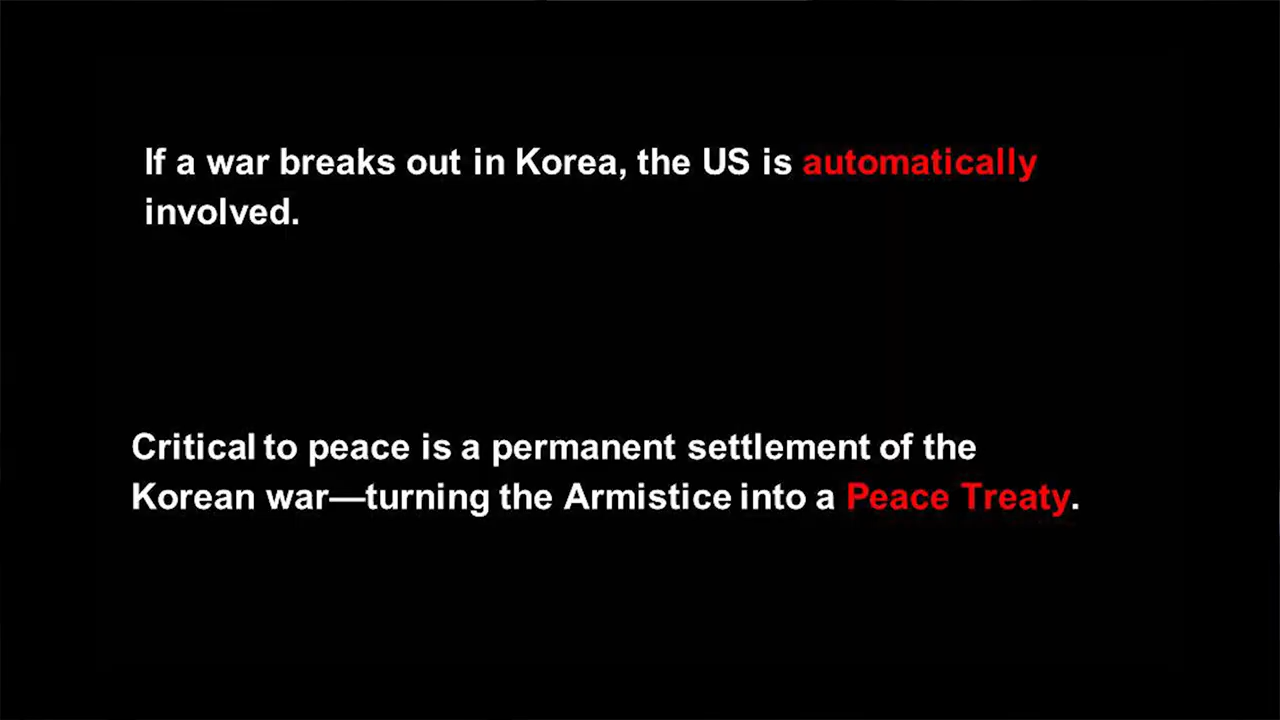 If a war breaks out in Korea, the US is automatically
involved.
Critical to peace is a permanent settlement of the
Korean war—turning the Armistice into a Peace Treaty.